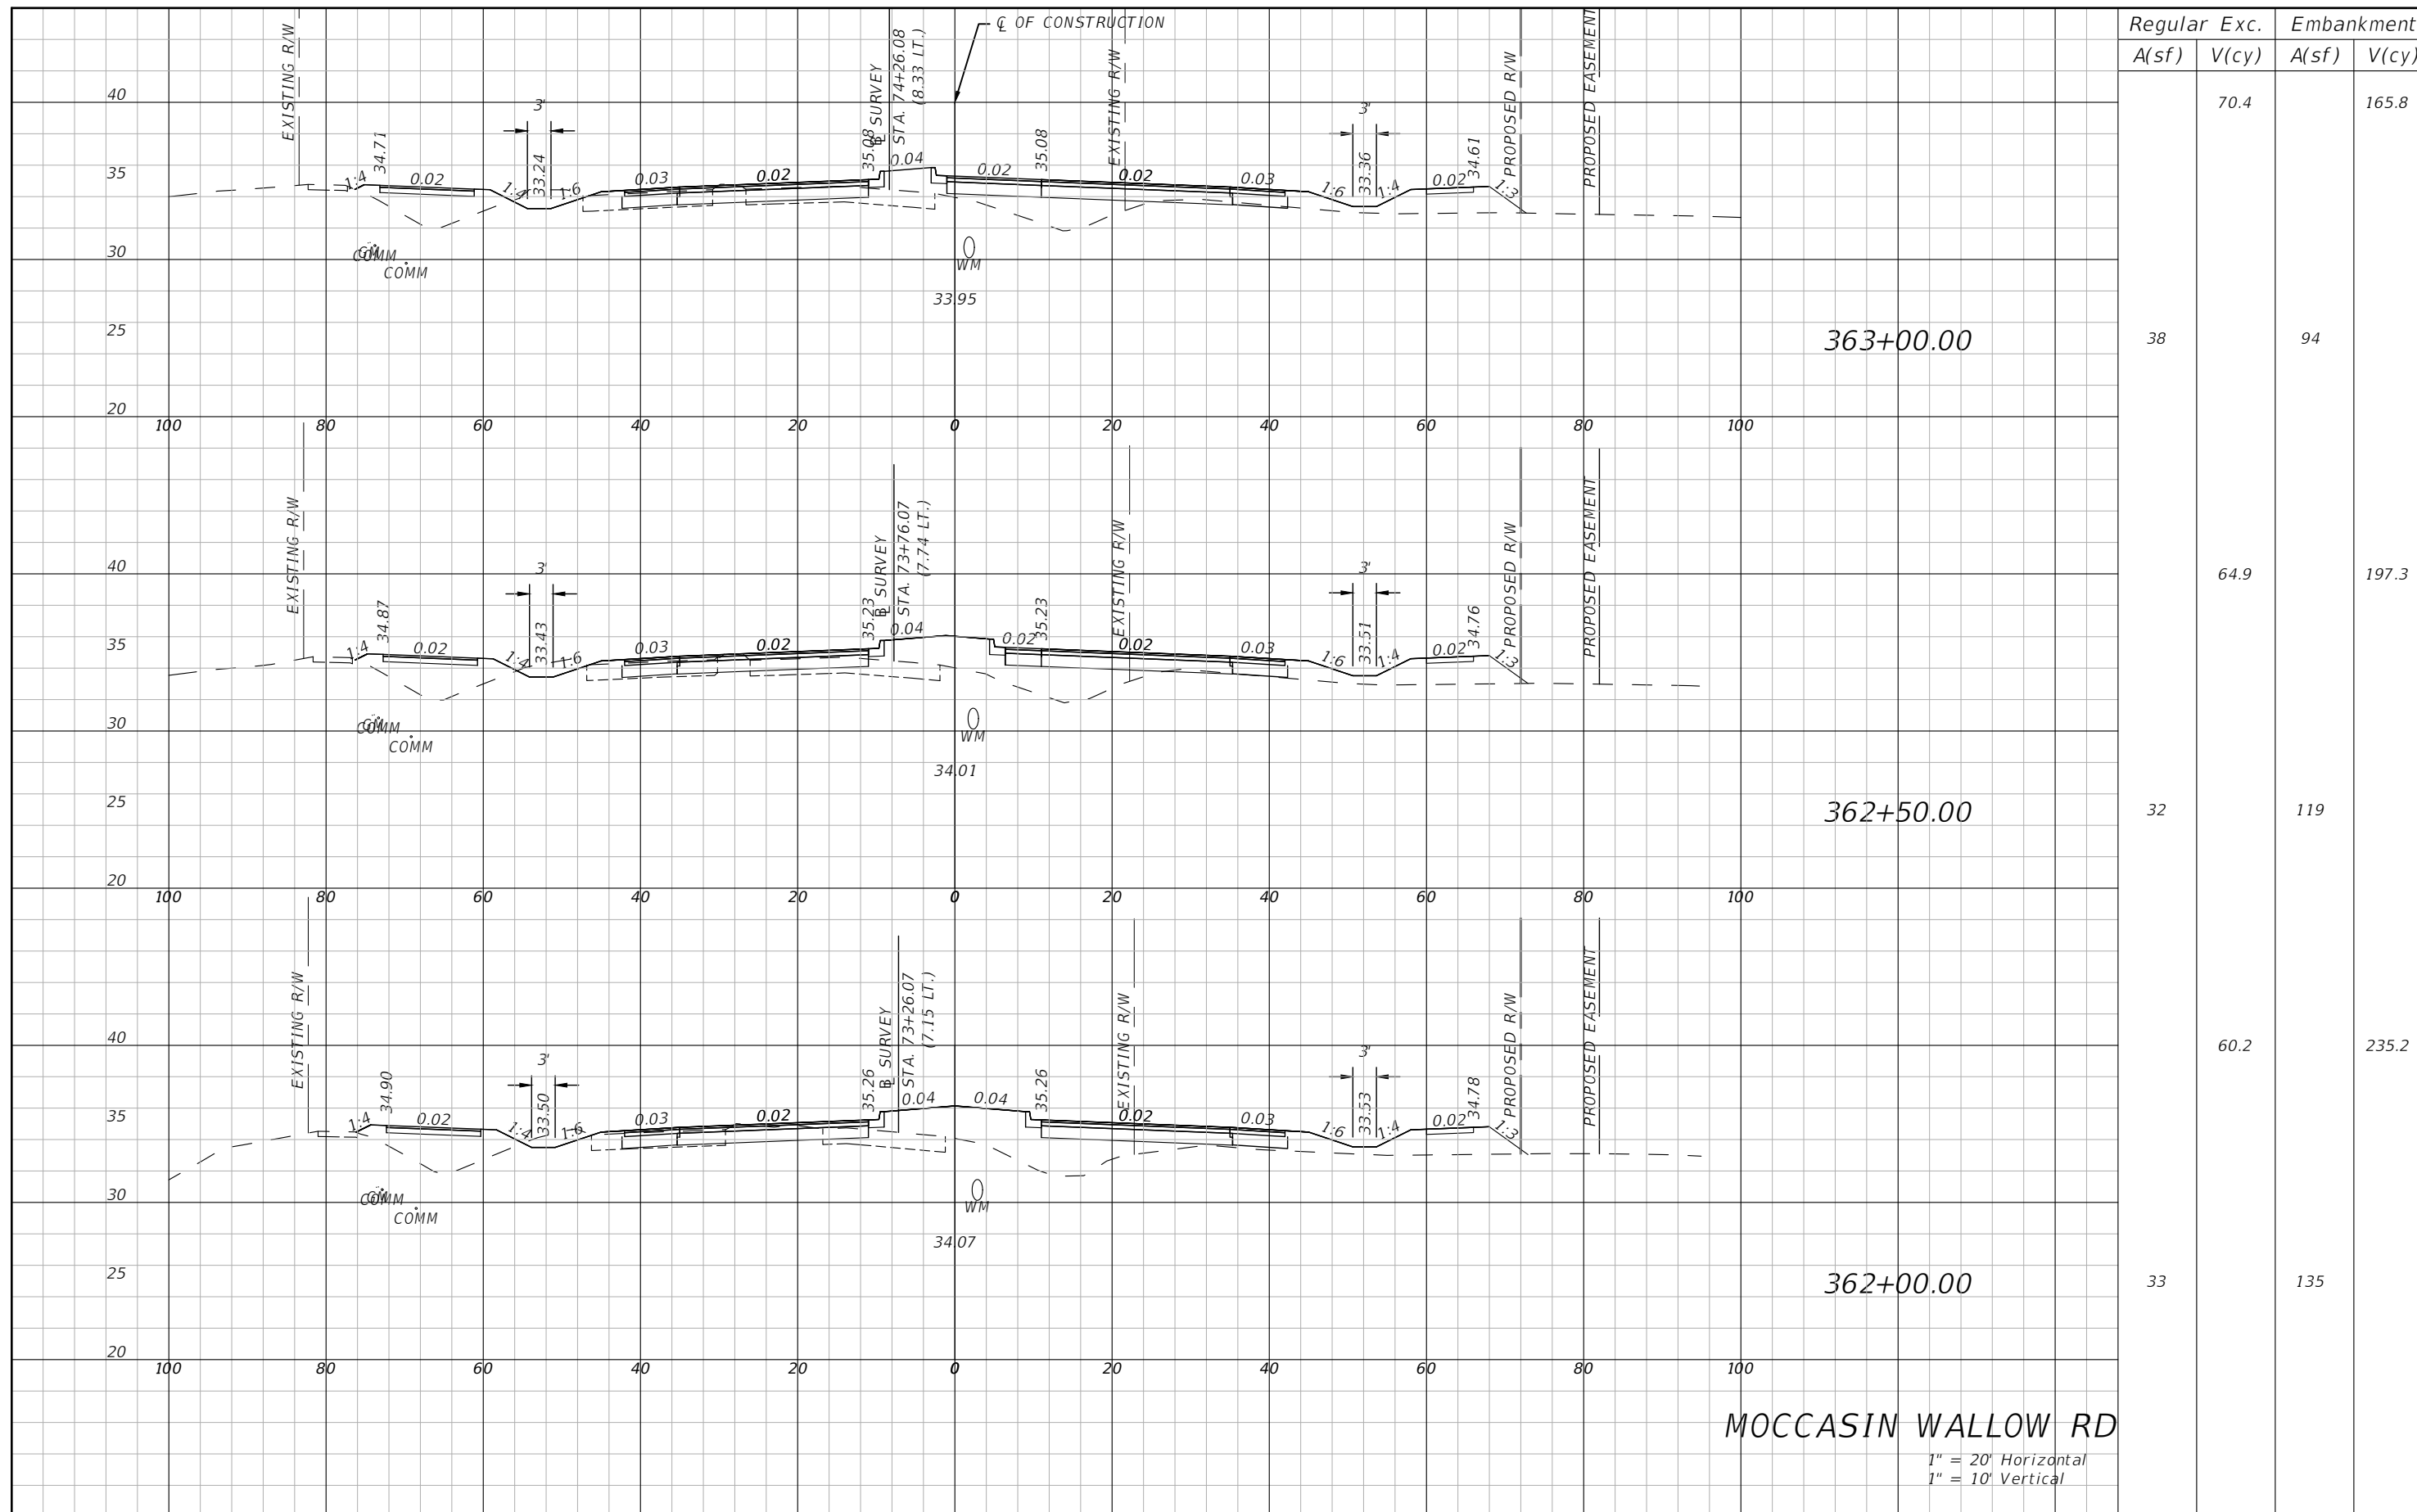 Regular Exc. Embankment
A(sf) V(cy) A(sf) V(cy)
℄ OF CONSTRUCTION
EXISTING R/W
℄ SURVEY
STA. 74+26.08
(8.33 LT.)
EXISTING R/W
PROPOSED R/W
PROPOSED EASEMENT
40 70.4 165.8
3' 3'
34.71 33.24 35.08 35.08 33.36 34.61
35
1:4 0.02 1:4 1:6 0.03 0.02 0.04 0.02 0.02 0.03 1:6 1:4 0.02 1:3
30
GM
COMM
COMM
WM
33.95
25
363+00.00 38 94
20
100 80 60 40 20 0 20 40 60 80 100
EXISTING R/W
SURVEY
STA. 73+76.07
(7.74 LT.)
EXISTING R/W
PROPOSED R/W
PROPOSED EASEMENT
40 64.9 197.3
3' 3'
34.87 33.43 35.23 35.23 33.51 34.76
35
1:4 0.02 1:4 1:6 0.03 0.02 0.04 0.02 0.02 0.03 1:6 1:4 0.02 1:3
30
GM
COMM
COMM
WM
34.01
25
362+50.00 32 119
20
100 80 60 40 20 0 20 40 60 80 100
EXISTING R/W
SURVEY
STA. 73+26.07
(7.15 LT.)
EXISTING R/W
PROPOSED R/W
PROPOSED EASEMENT
40 60.2 235.2
3' 3'
34.90 33.50 35.26 35.26 33.53 34.78
35
1:4 0.02 1:4 1:6 0.03 0.02 0.04 0.04 0.02 0.03 1:6 1:4 0.02 1:3
30
GM
COMM
COMM
WM
34.07
25
362+00.00 33 135
20
100 80 60 40 20 0 20 40 60 80 100
MOCCASIN WALLOW RD
1" = 20' Horizontal
1" = 10' Vertical